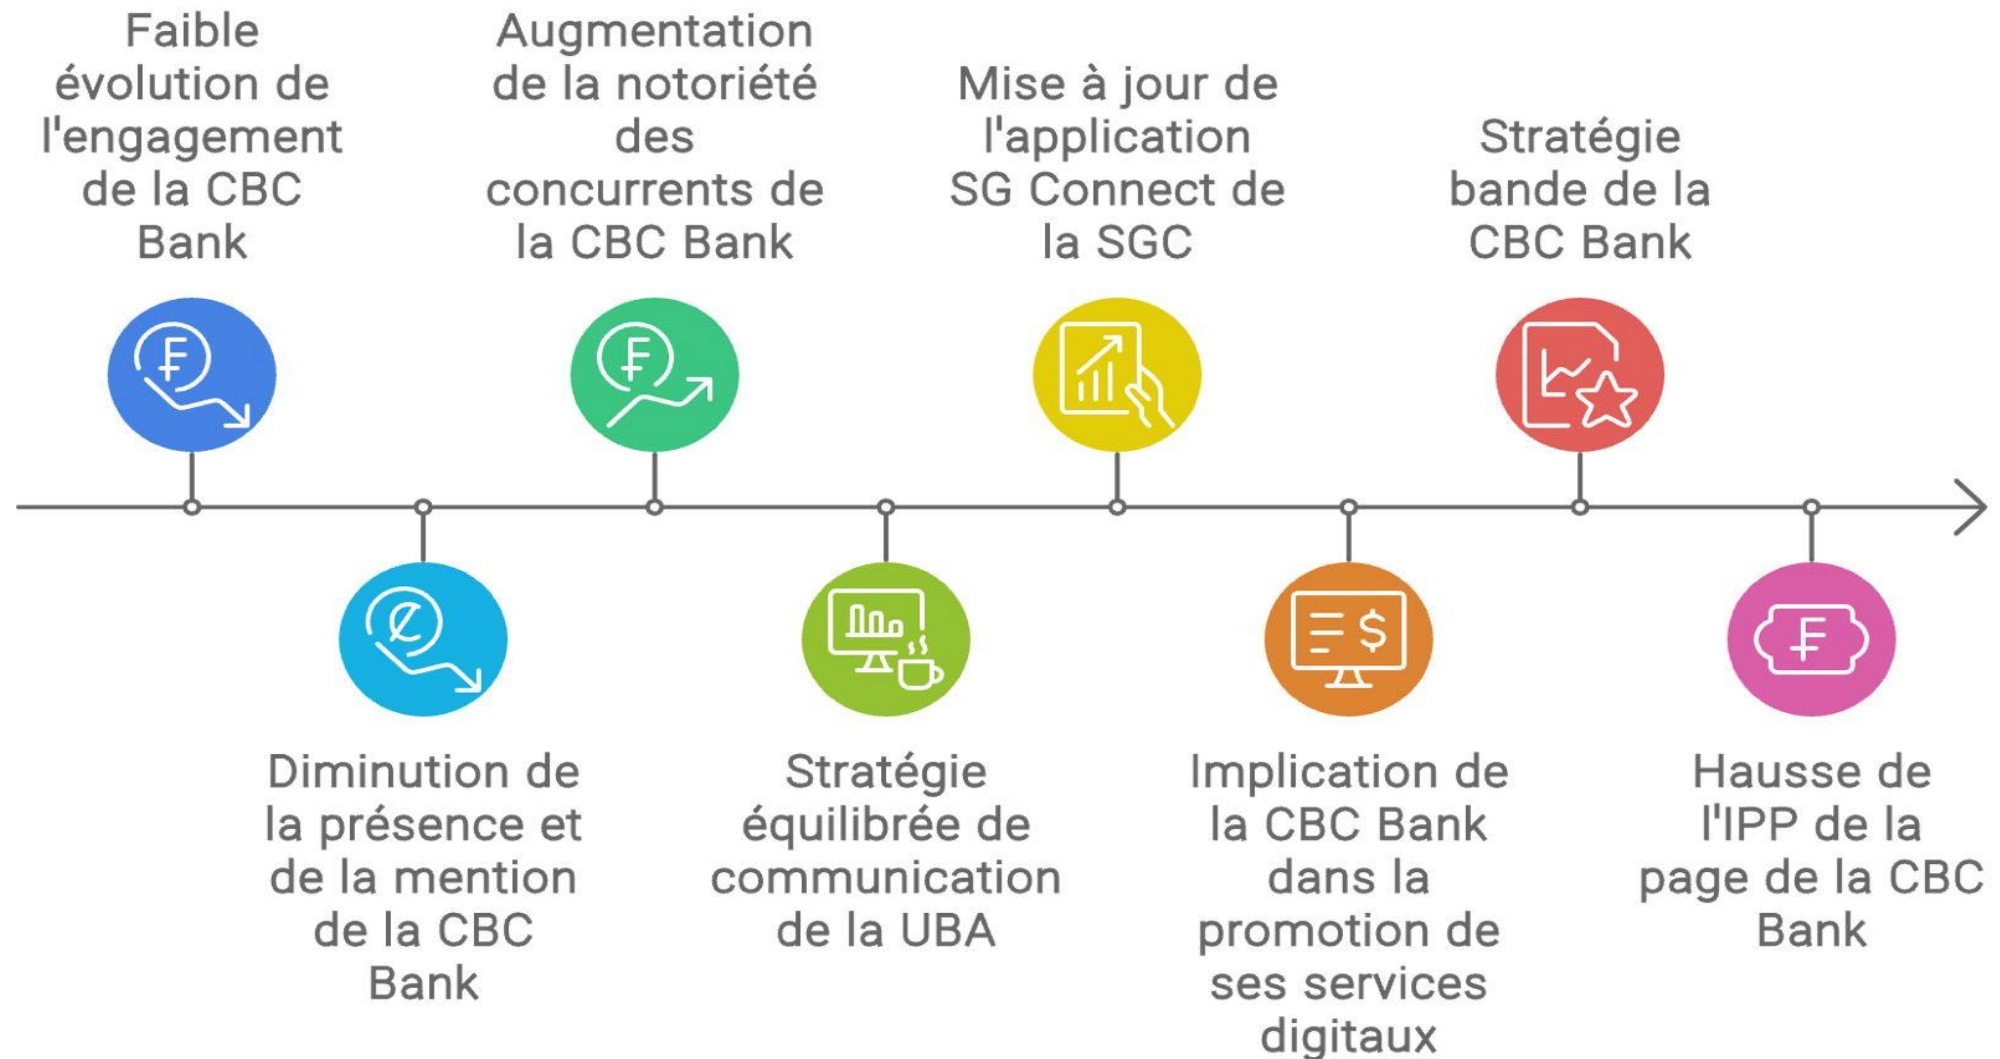 Faible
évolution de
l'engagement
de la CBC
Bank
Diminution de
la présence et
de la mention
de la CBC
Bank
Augmentation
de la notoriété
des
concurrents de
la CBC Bank
Stratégie
équilibrée de
communication
de la UBA
Mise à jour de
l'application
SG Connect de
la SGC
Implication de
la CBC Bank
dans la
promotion de
ses services
digitaux
Stratégie
bande de la
CBC Bank
Hausse de
l'IPP de la
page de la CBC
Bank